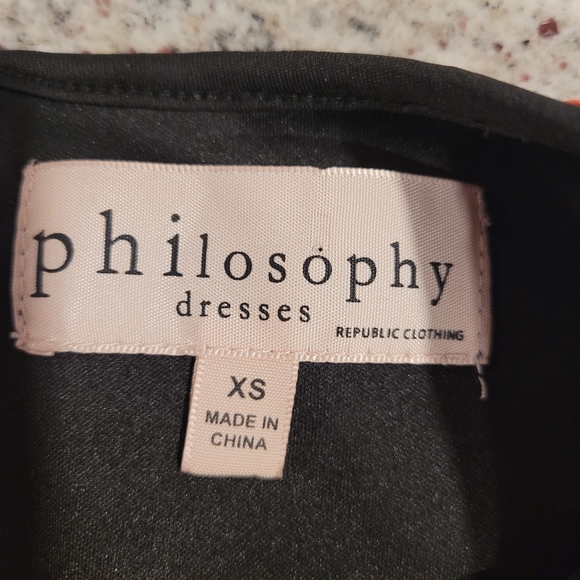 philosophy
dresses
REPUBLIC CLOTHING
XS
MADE IN
CHINA